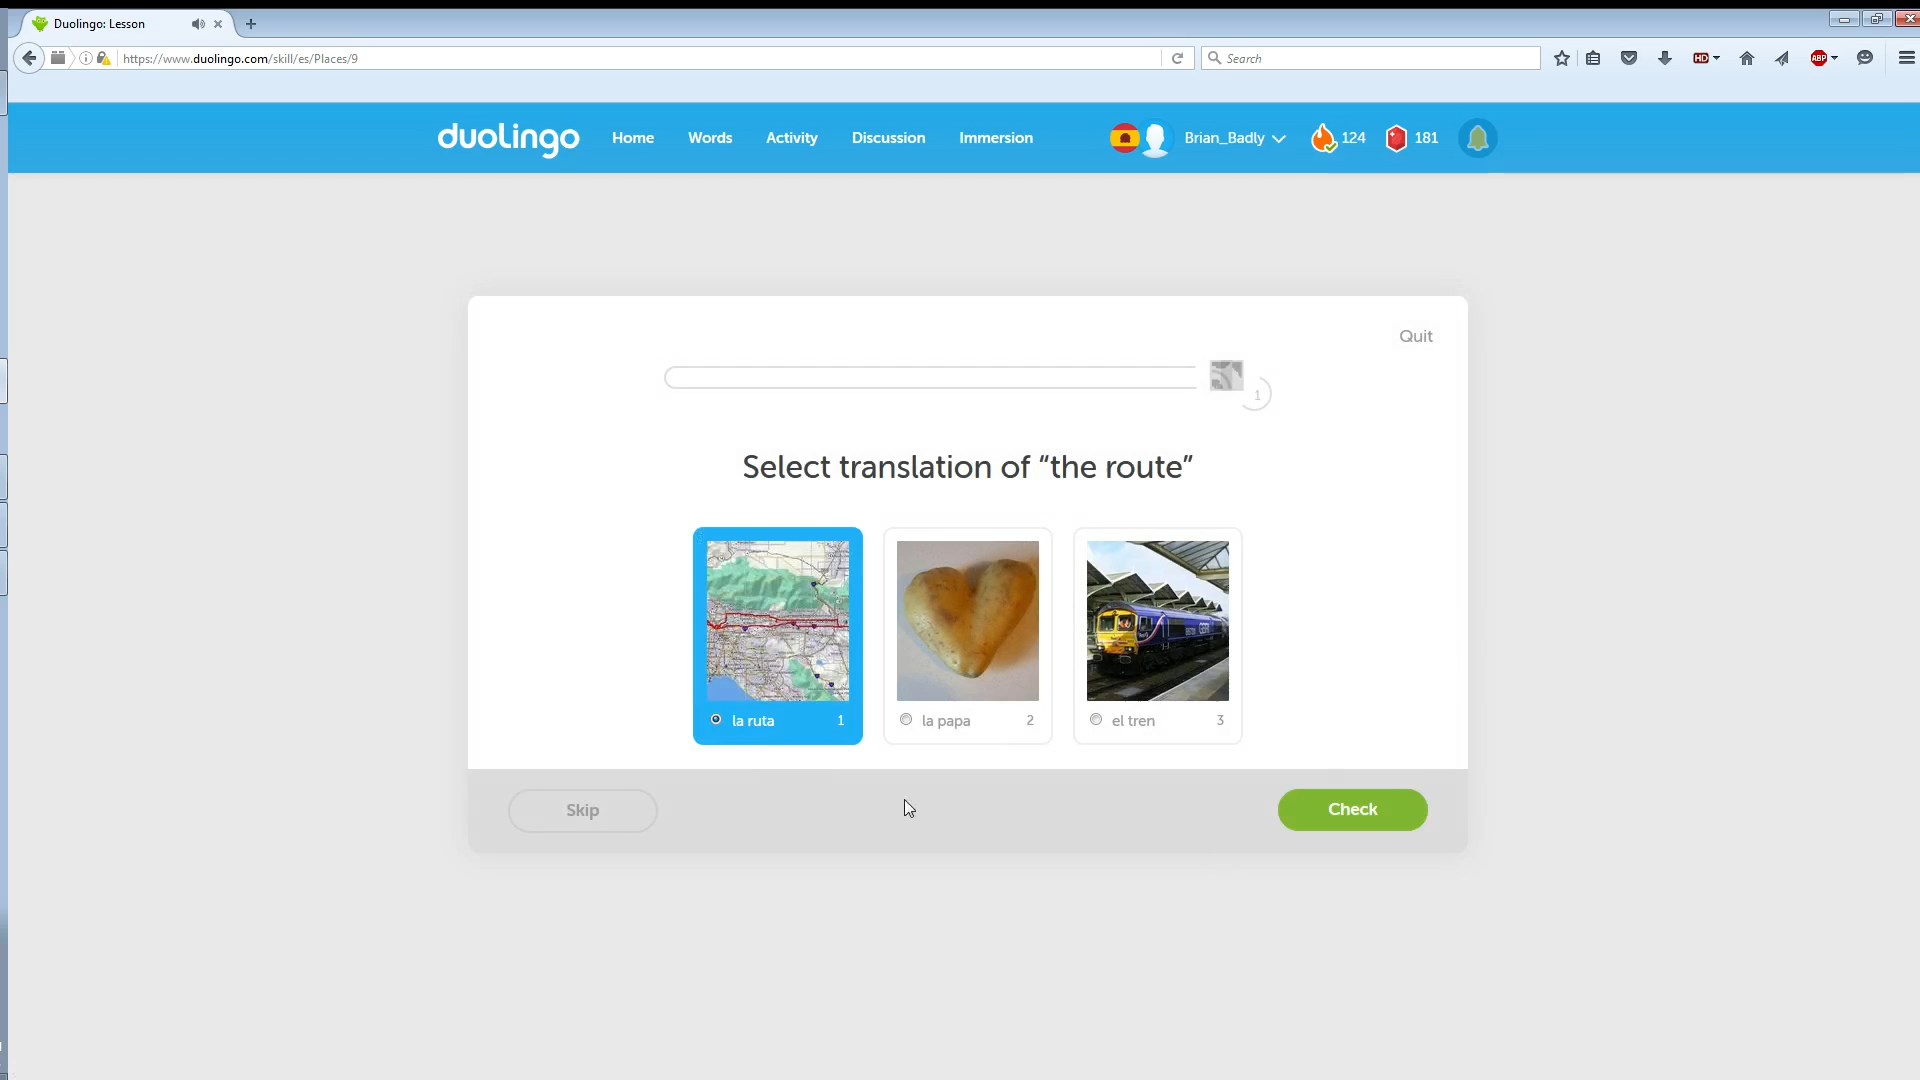 Duolingo: Lesson
https://www.duolingo.com/skill/es/Places/9
Search
HD
ABP
duolingo
Home
Words
Activity
Discussion
Immersion
Brian_Badly
124
181
Quit
1
Select translation of “the route”
la ruta 1
la papa 2
el tren 3
Skip
Check